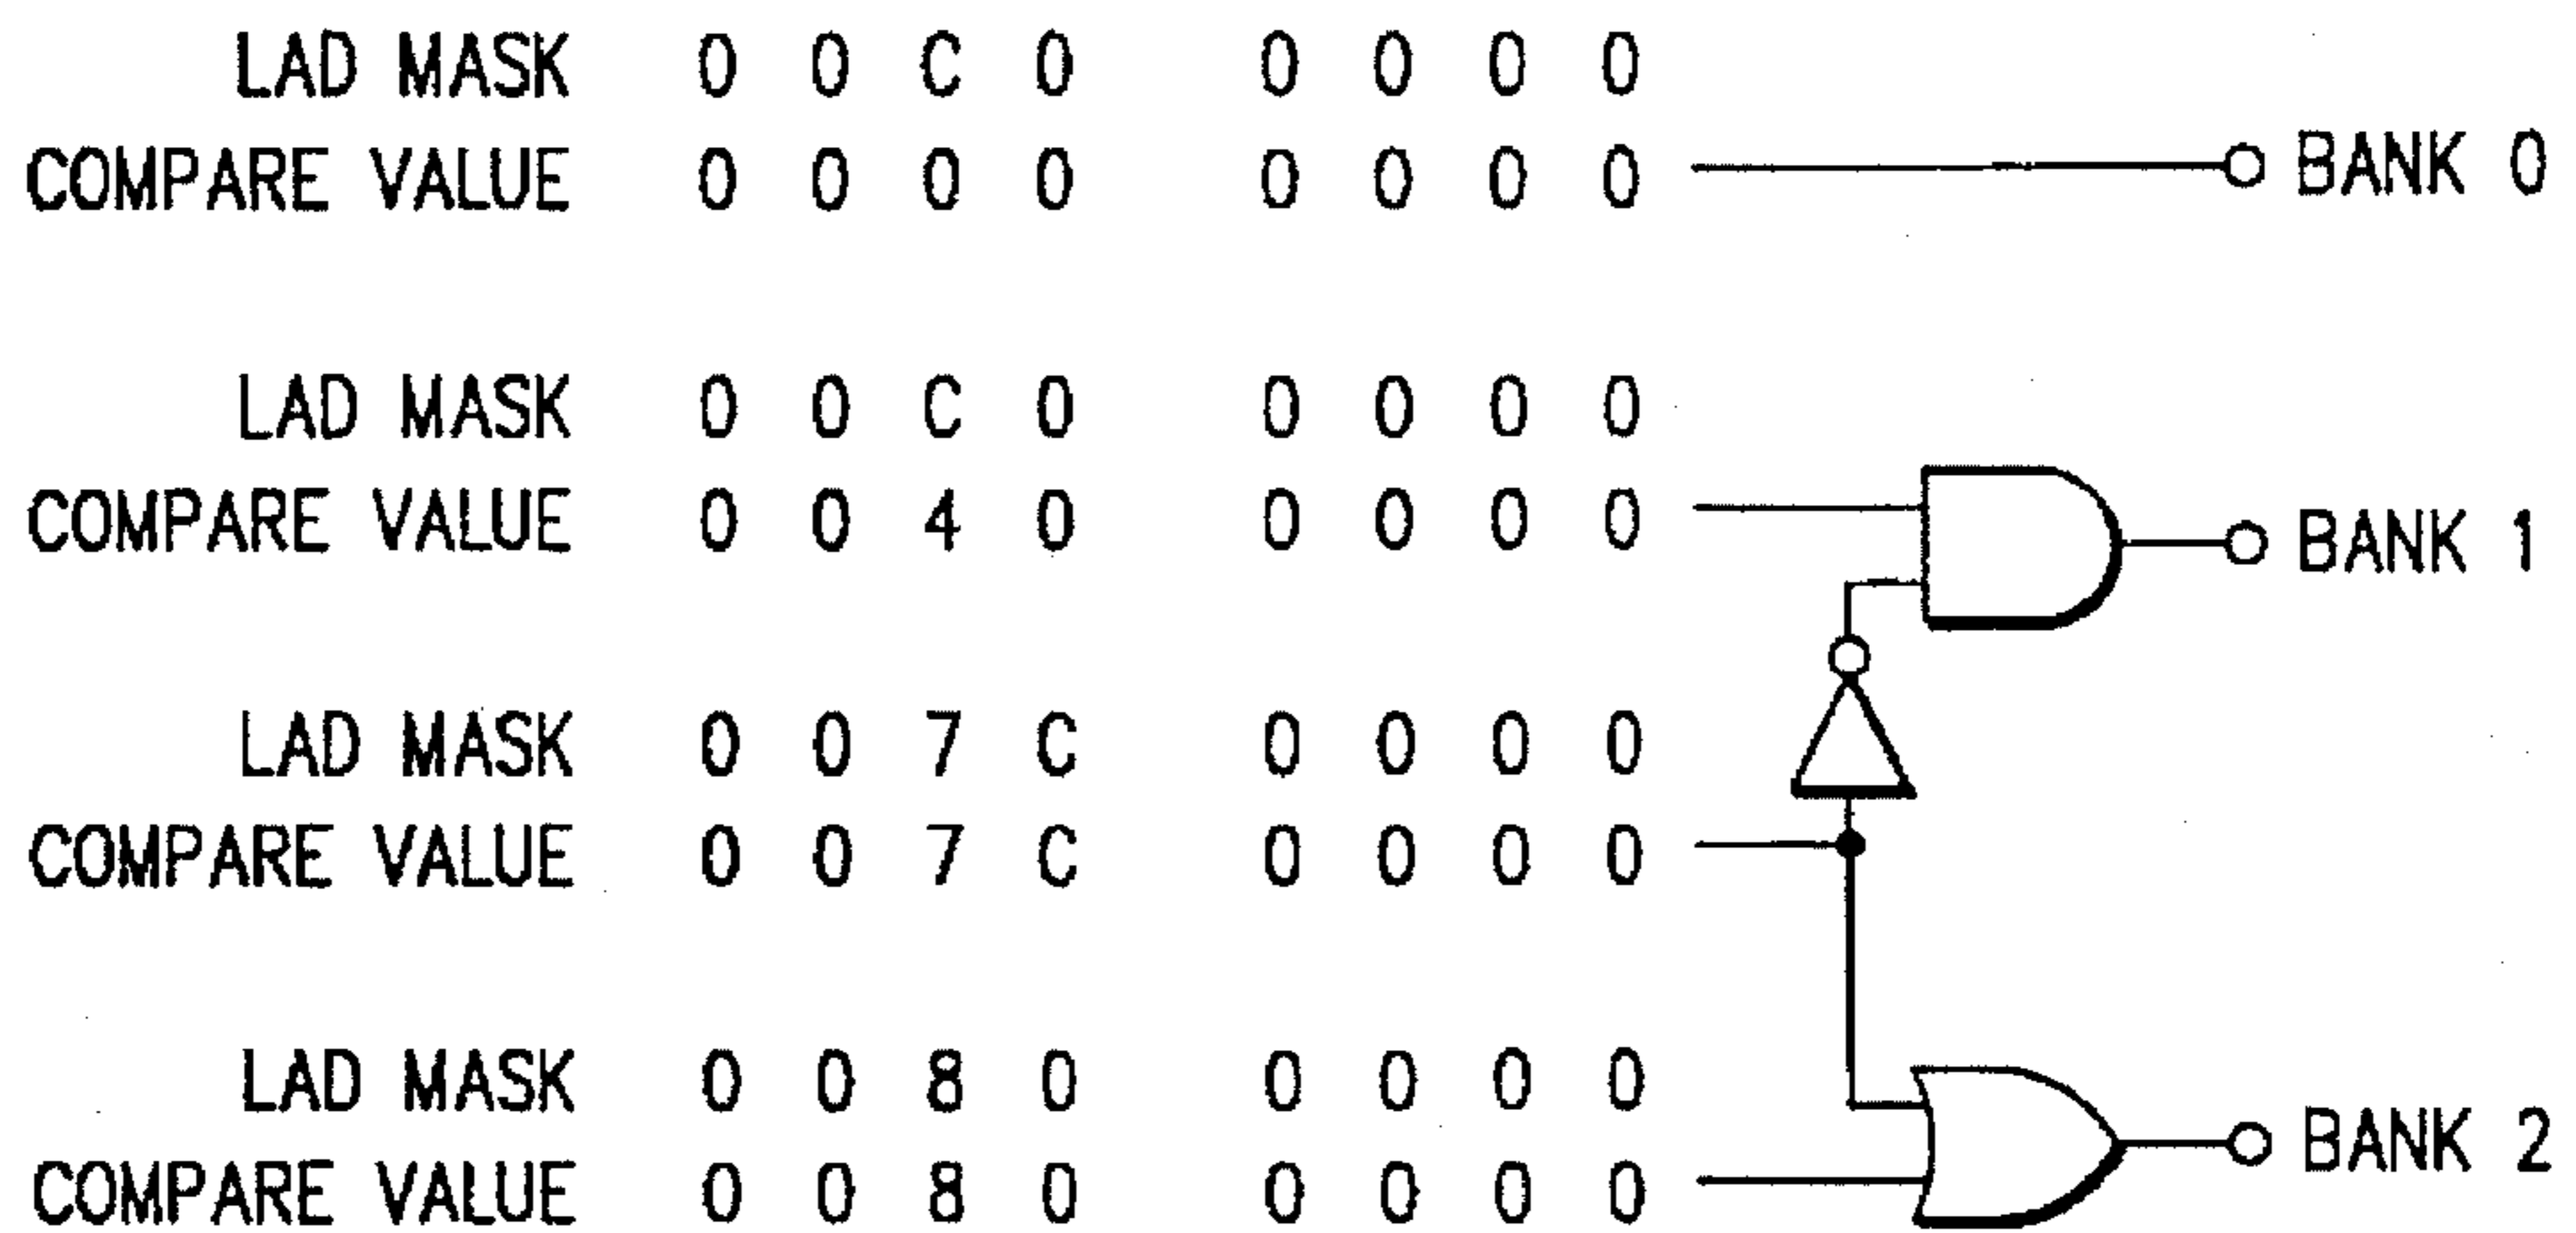 LAD MASK 0 0 C 0 0 0 0 0
COMPARE VALUE 0 0 0 0 0 0 0 0 BANK 0
LAD MASK 0 0 C 0 0 0 0 0
COMPARE VALUE 0 0 4 0 0 0 0 0 BANK 1
LAD MASK 0 0 7 C 0 0 0 0
COMPARE VALUE 0 0 7 C 0 0 0 0
LAD MASK 0 0 8 0 0 0 0 0
COMPARE VALUE 0 0 8 0 0 0 0 0 BANK 2